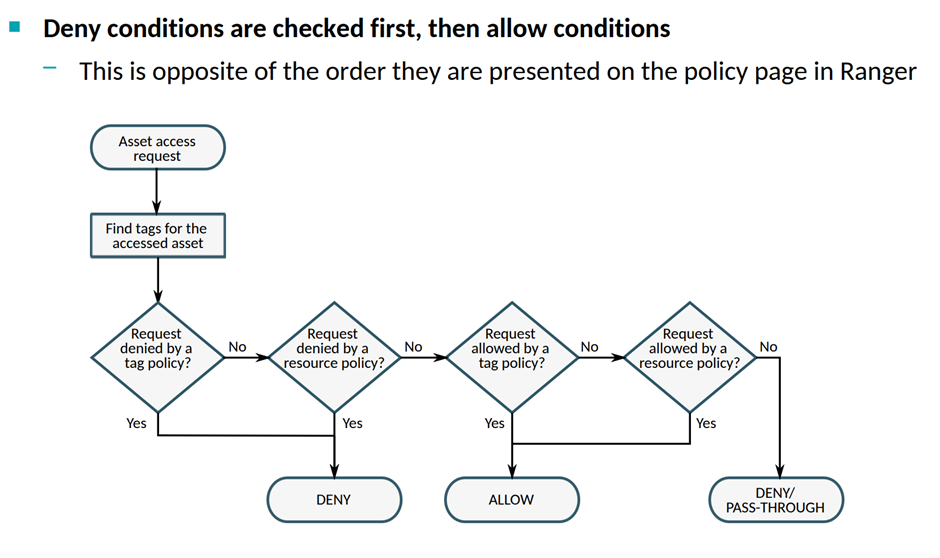 Deny conditions are checked first, then allow conditions
This is opposite of the order they are presented on the policy page in Ranger
Asset access
request
Find tags for the
accessed asset
Request
denied by a
tag policy?
No
Request
denied by a
resource policy?
No
Request
allowed by a
tag policy?
No
Request
allowed by a
resource policy?
No
Yes
Yes
Yes
Yes
DENY
ALLOW
DENY/
PASS-THROUGH